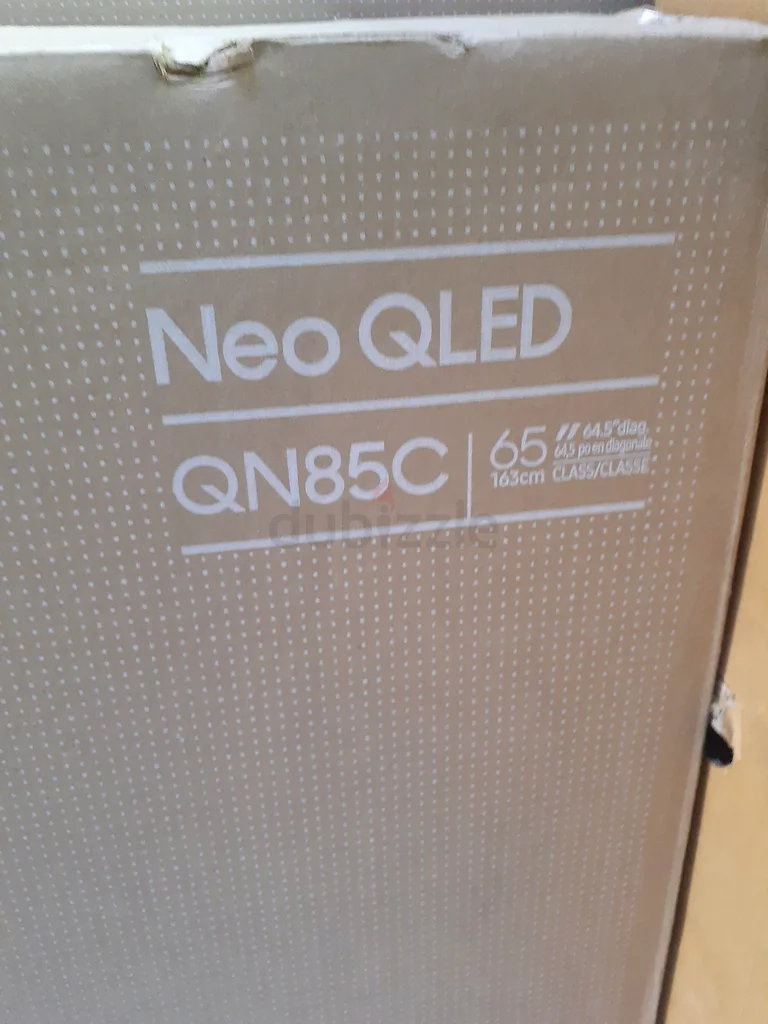 Neo QLED
QN85C
65" 64.5" diag.
64,5 po en diagonale
163cm CLASS/CLASSE
dubizzle